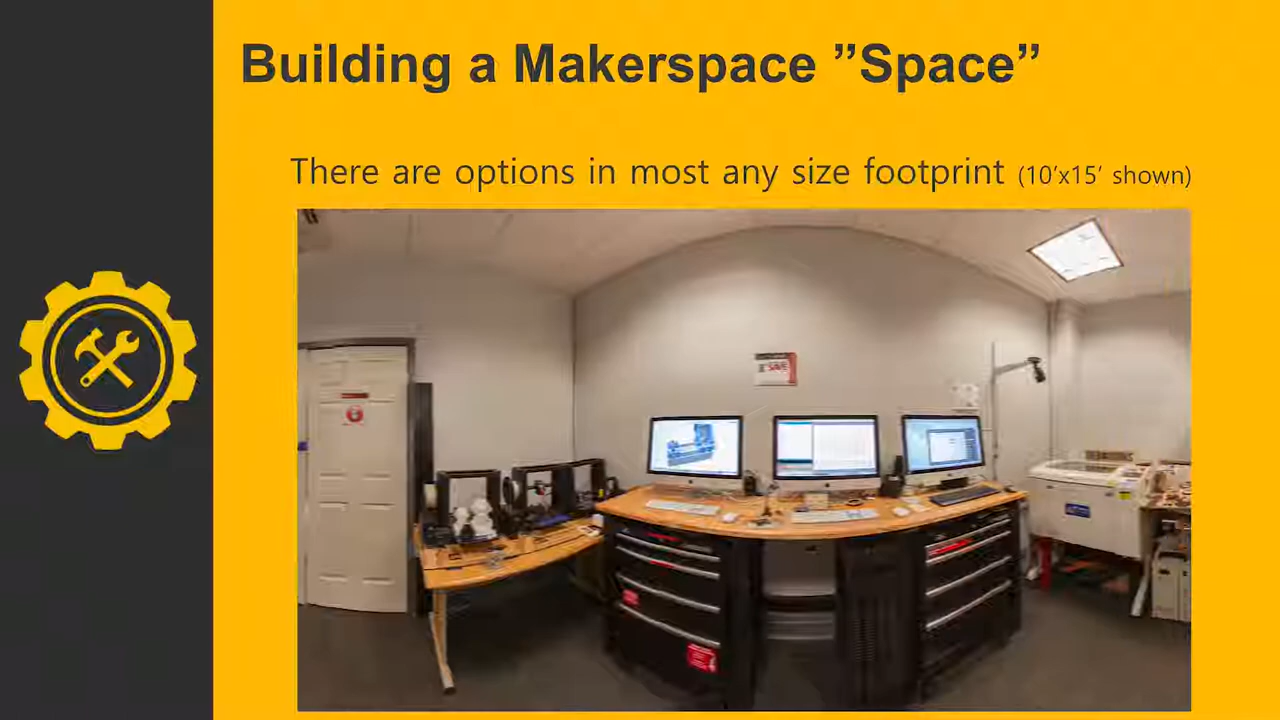 Building a Makerspace ”Space”
There are options in most any size footprint (10’x15’ shown)